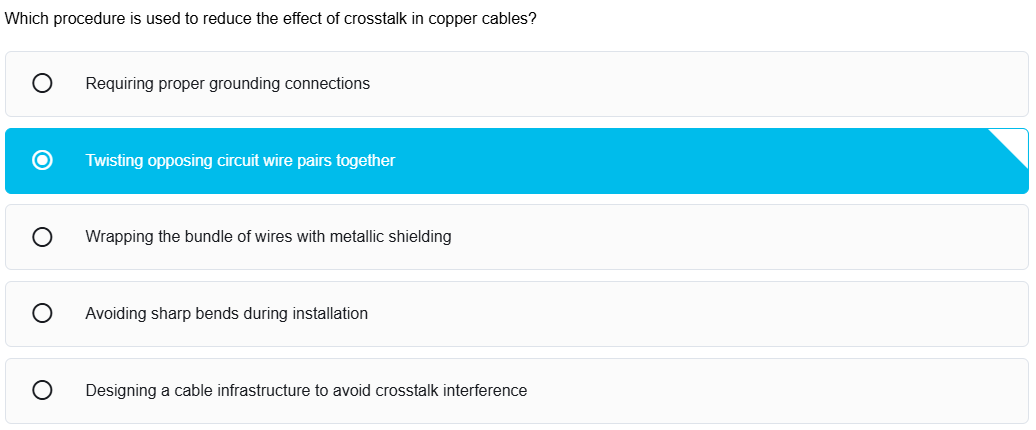 Which procedure is used to reduce the effect of crosstalk in copper cables?
Requiring proper grounding connections
Twisting opposing circuit wire pairs together
Wrapping the bundle of wires with metallic shielding
Avoiding sharp bends during installation
Designing a cable infrastructure to avoid crosstalk interference